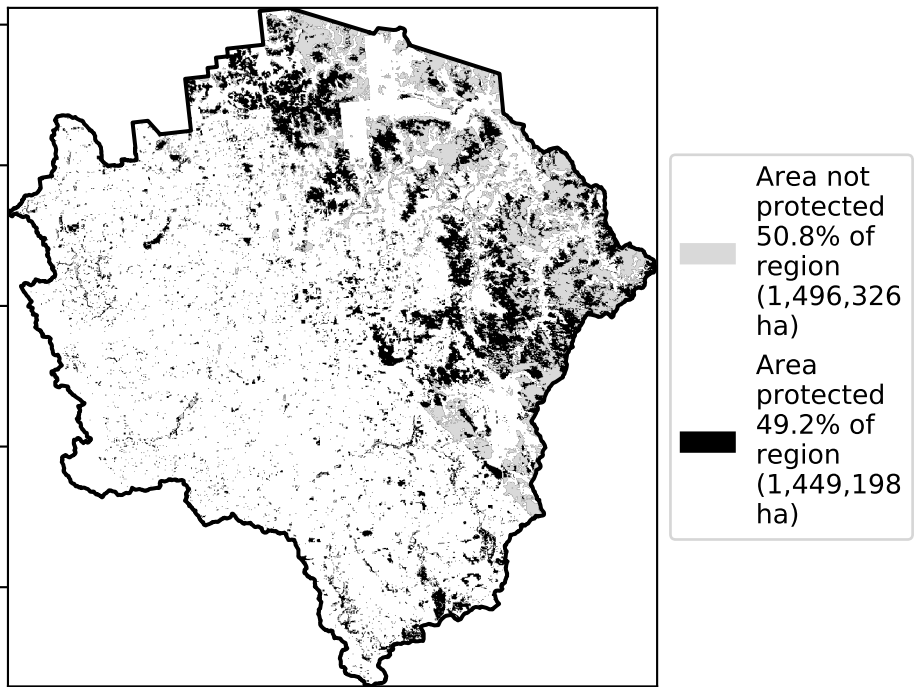 Area not
protected
50.8% of
region
(1,496,326
ha)
Area
protected
49.2% of
region
(1,449,198
ha)